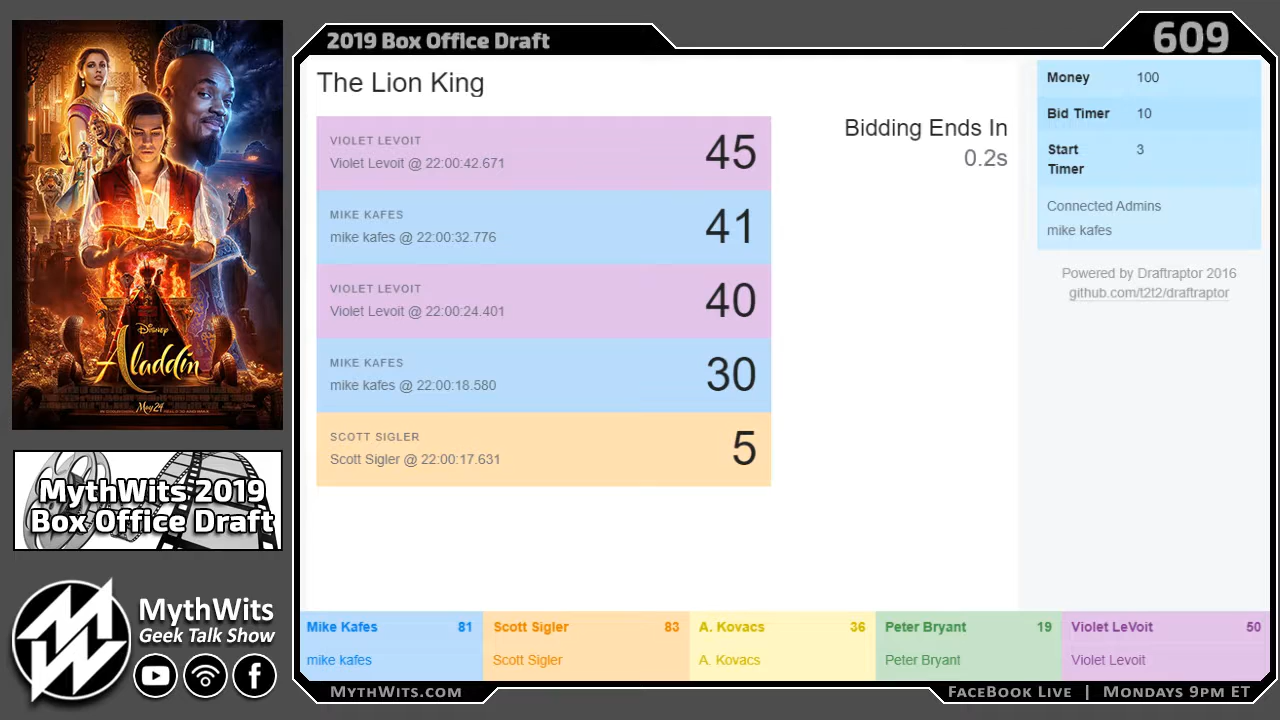 2019 Box Office Draft
609
The Lion King
VIOLET LEVOIT
Violet Levoit @ 22:00:42.671
45
MIKE KAFES
mike kafes @ 22:00:32.776
41
VIOLET LEVOIT
Violet Levoit @ 22:00:24.401
40
MIKE KAFES
mike kafes @ 22:00:18.580
30
SCOTT SIGLER
Scott Sigler @ 22:00:17.631
5
Bidding Ends In
0.2s
Money 100
Bid Timer 10
Start Timer 3
Connected Admins
mike kafes
Powered by Draftraptor 2016
github.com/t2t2/draftraptor
Disney
Aladdin
May 24
MythWits 2019
Box Office Draft
MythWits
Geek Talk Show
Mike Kafes 81
mike kafes
Scott Sigler 83
Scott Sigler
A. Kovacs 36
A. Kovacs
Peter Bryant 19
Peter Bryant
Violet LeVoit 50
Violet Levoit
MythWits.com
FaceBook Live | Mondays 9pm ET